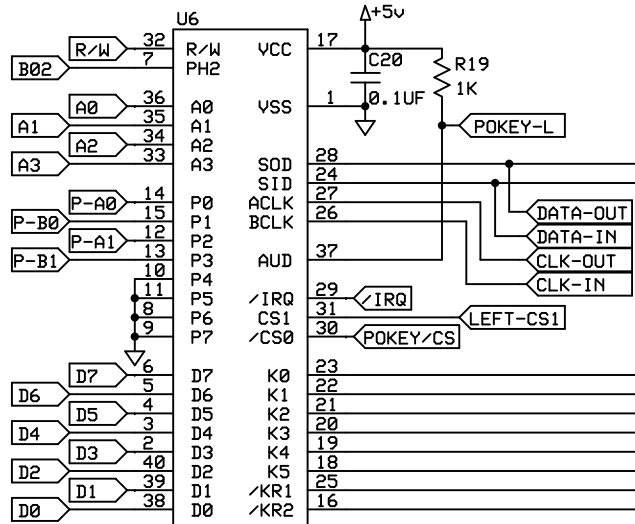 U6 +5v
R/W 32 R/W VCC 17 C20 R19
B02 7 PH2 1K
A0 36 A0 VSS 1 0.1UF
A1 35 A1 POKEY-L
A2 34 A2
A3 33 A3 SOD 28
SID 24
P-A0 14 P0 ACLK 27
P-B0 15 P1 BCLK 26 DATA-OUT
P-A1 12 P2 DATA-IN
P-B1 13 P3 AUD 37 CLK-OUT
10 P4 CLK-IN
11 P5 /IRQ 29 /IRQ
8 P6 CS1 31 LEFT-CS1
9 P7 /CS0 30 POKEY/CS
D7 6 D7 K0 23
D6 5 D6 K1 22
D5 4 D5 K2 21
D4 3 D4 K3 20
D3 2 D3 K4 19
D2 40 D2 K5 18
D1 39 D1 /KR1 25
D0 38 D0 /KR2 16